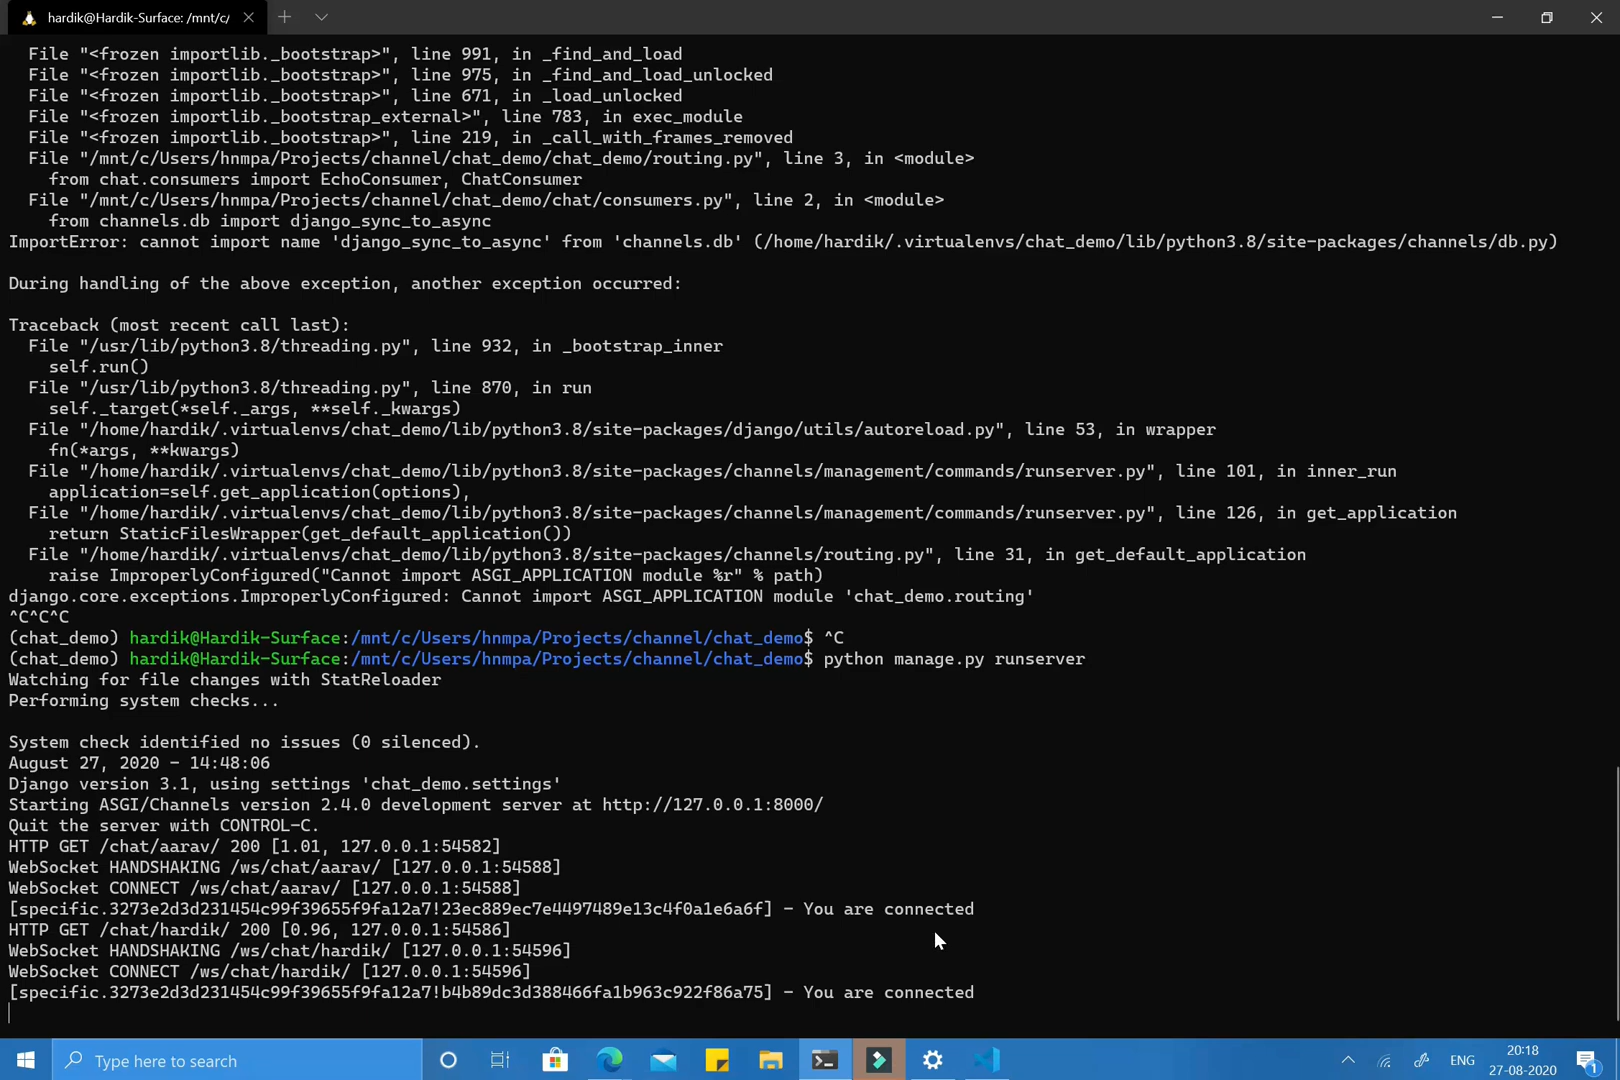 hardik@Hardik-Surface: /mnt/c/
File "<frozen importlib._bootstrap>", line 991, in _find_and_load
File "<frozen importlib._bootstrap>", line 975, in _find_and_load_unlocked
File "<frozen importlib._bootstrap>", line 671, in _load_unlocked
File "<frozen importlib._bootstrap_external>", line 783, in exec_module
File "<frozen importlib._bootstrap>", line 219, in _call_with_frames_removed
File "/mnt/c/Users/hnmpa/Projects/channel/chat_demo/chat_demo/routing.py", line 3, in <module>
from chat.consumers import EchoConsumer, ChatConsumer
File "/mnt/c/Users/hnmpa/Projects/channel/chat_demo/chat/consumers.py", line 2, in <module>
from channels.db import django_sync_to_async
ImportError: cannot import name 'django_sync_to_async' from 'channels.db' (/home/hardik/.virtualenvs/chat_demo/lib/python3.8/site-packages/channels/db.py)
During handling of the above exception, another exception occurred:
Traceback (most recent call last):
File "/usr/lib/python3.8/threading.py", line 932, in _bootstrap_inner
self.run()
File "/usr/lib/python3.8/threading.py", line 870, in run
self._target(*self._args, **self._kwargs)
File "/home/hardik/.virtualenvs/chat_demo/lib/python3.8/site-packages/django/utils/autoreload.py", line 53, in wrapper
fn(*args, **kwargs)
File "/home/hardik/.virtualenvs/chat_demo/lib/python3.8/site-packages/channels/management/commands/runserver.py", line 101, in inner_run
application=self.get_application(options),
File "/home/hardik/.virtualenvs/chat_demo/lib/python3.8/site-packages/channels/management/commands/runserver.py", line 126, in get_application
return StaticFilesWrapper(get_default_application())
File "/home/hardik/.virtualenvs/chat_demo/lib/python3.8/site-packages/channels/routing.py", line 31, in get_default_application
raise ImproperlyConfigured("Cannot import ASGI_APPLICATION module %r" % path)
django.core.exceptions.ImproperlyConfigured: Cannot import ASGI_APPLICATION module 'chat_demo.routing'
^C^C^C
(chat_demo) hardik@Hardik-Surface:/mnt/c/Users/hnmpa/Projects/channel/chat_demo$ ^C
(chat_demo) hardik@Hardik-Surface:/mnt/c/Users/hnmpa/Projects/channel/chat_demo$ python manage.py runserver
Watching for file changes with StatReloader
Performing system checks...
System check identified no issues (0 silenced).
August 27, 2020 - 14:48:06
Django version 3.1, using settings 'chat_demo.settings'
Starting ASGI/Channels version 2.4.0 development server at http://127.0.0.1:8000/
Quit the server with CONTROL-C.
HTTP GET /chat/aarav/ 200 [1.01, 127.0.0.1:54582]
WebSocket HANDSHAKING /ws/chat/aarav/ [127.0.0.1:54588]
WebSocket CONNECT /ws/chat/aarav/ [127.0.0.1:54588]
[specific.3273e2d3d231454c99f39655f9fa12a7!23ec889ec7e4497489e13c4f0a1e6a6f] - You are connected
HTTP GET /chat/hardik/ 200 [0.96, 127.0.0.1:54586]
WebSocket HANDSHAKING /ws/chat/hardik/ [127.0.0.1:54596]
WebSocket CONNECT /ws/chat/hardik/ [127.0.0.1:54596]
[specific.3273e2d3d231454c99f39655f9fa12a7!b4b89dc3d388466fa1b963c922f86a75] - You are connected
Type here to search
ENG
20:18
27-08-2020
1